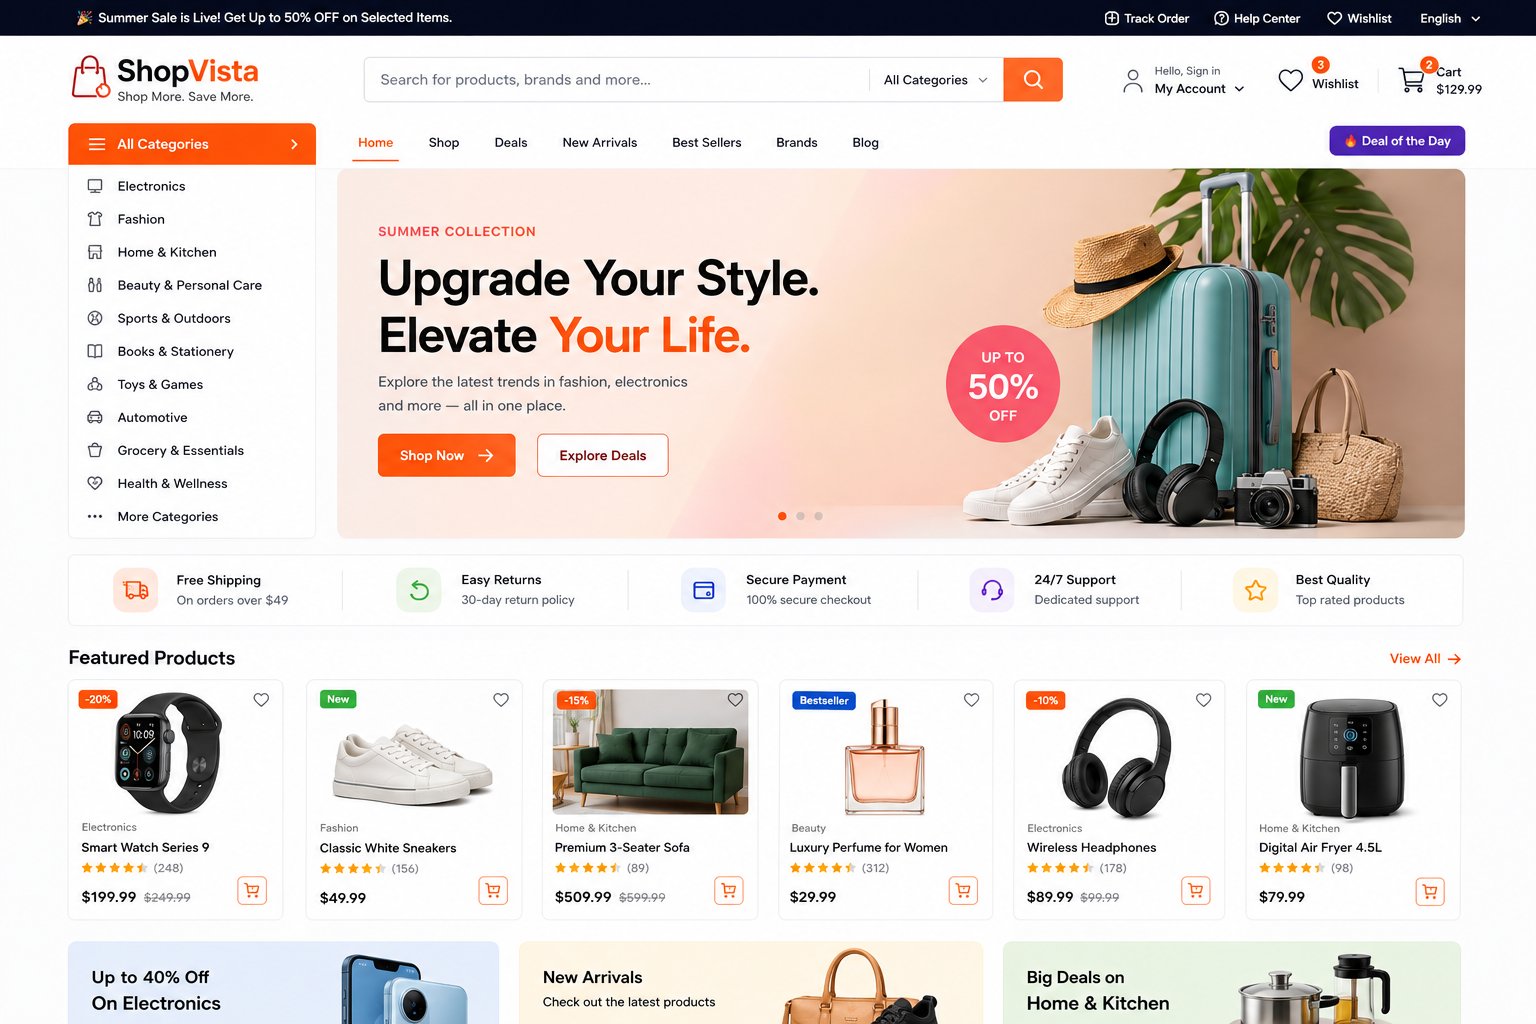 🎉 Summer Sale is Live! Get Up to 50% OFF on Selected Items.
Track Order
Help Center
Wishlist
English
ShopVista
Shop More. Save More.
Search for products, brands and more...
All Categories
Hello, Sign in
My Account
3
Wishlist
2
Cart
$129.99
All Categories
Home
Shop
Deals
New Arrivals
Best Sellers
Brands
Blog
🔥 Deal of the Day
Electronics
Fashion
Home & Kitchen
Beauty & Personal Care
Sports & Outdoors
Books & Stationery
Toys & Games
Automotive
Grocery & Essentials
Health & Wellness
More Categories
SUMMER COLLECTION
Upgrade Your Style.
Elevate Your Life.
Explore the latest trends in fashion, electronics
and more — all in one place.
Shop Now
Explore Deals
UP TO
50%
OFF
Free Shipping
On orders over $49
Easy Returns
30-day return policy
Secure Payment
100% secure checkout
24/7 Support
Dedicated support
Best Quality
Top rated products
Featured Products
View All
-20%
10:09
Electronics
Smart Watch Series 9
(248)
$199.99 $249.99
New
Fashion
Classic White Sneakers
(156)
$49.99
-15%
Home & Kitchen
Premium 3-Seater Sofa
(89)
$509.99 $599.99
Bestseller
Beauty
Luxury Perfume for Women
(312)
$29.99
-10%
Electronics
Wireless Headphones
(178)
$89.99 $99.99
New
Home & Kitchen
Digital Air Fryer 4.5L
(98)
$79.99
Up to 40% Off
On Electronics
New Arrivals
Check out the latest products
Big Deals on
Home & Kitchen